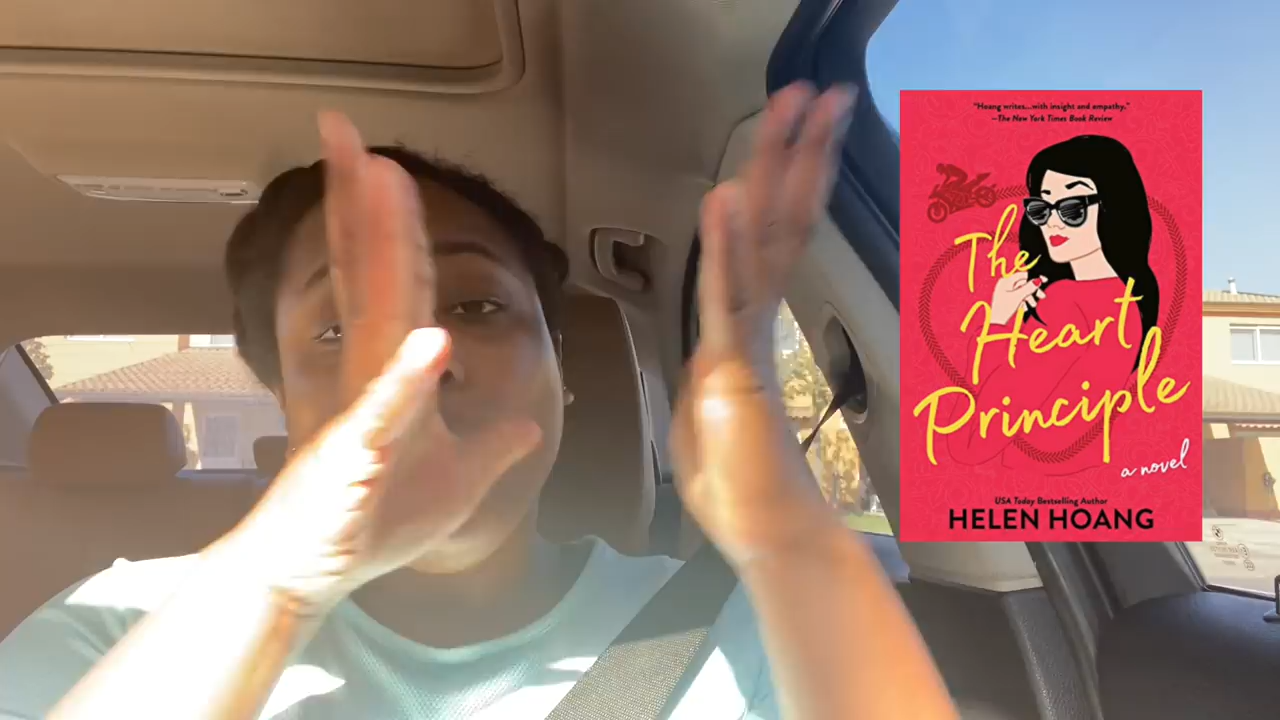 "Hoang writes...with insight and empathy."
—The New York Times Book Review
The
Heart
Principle
a novel
USA Today Bestselling Author
HELEN HOANG